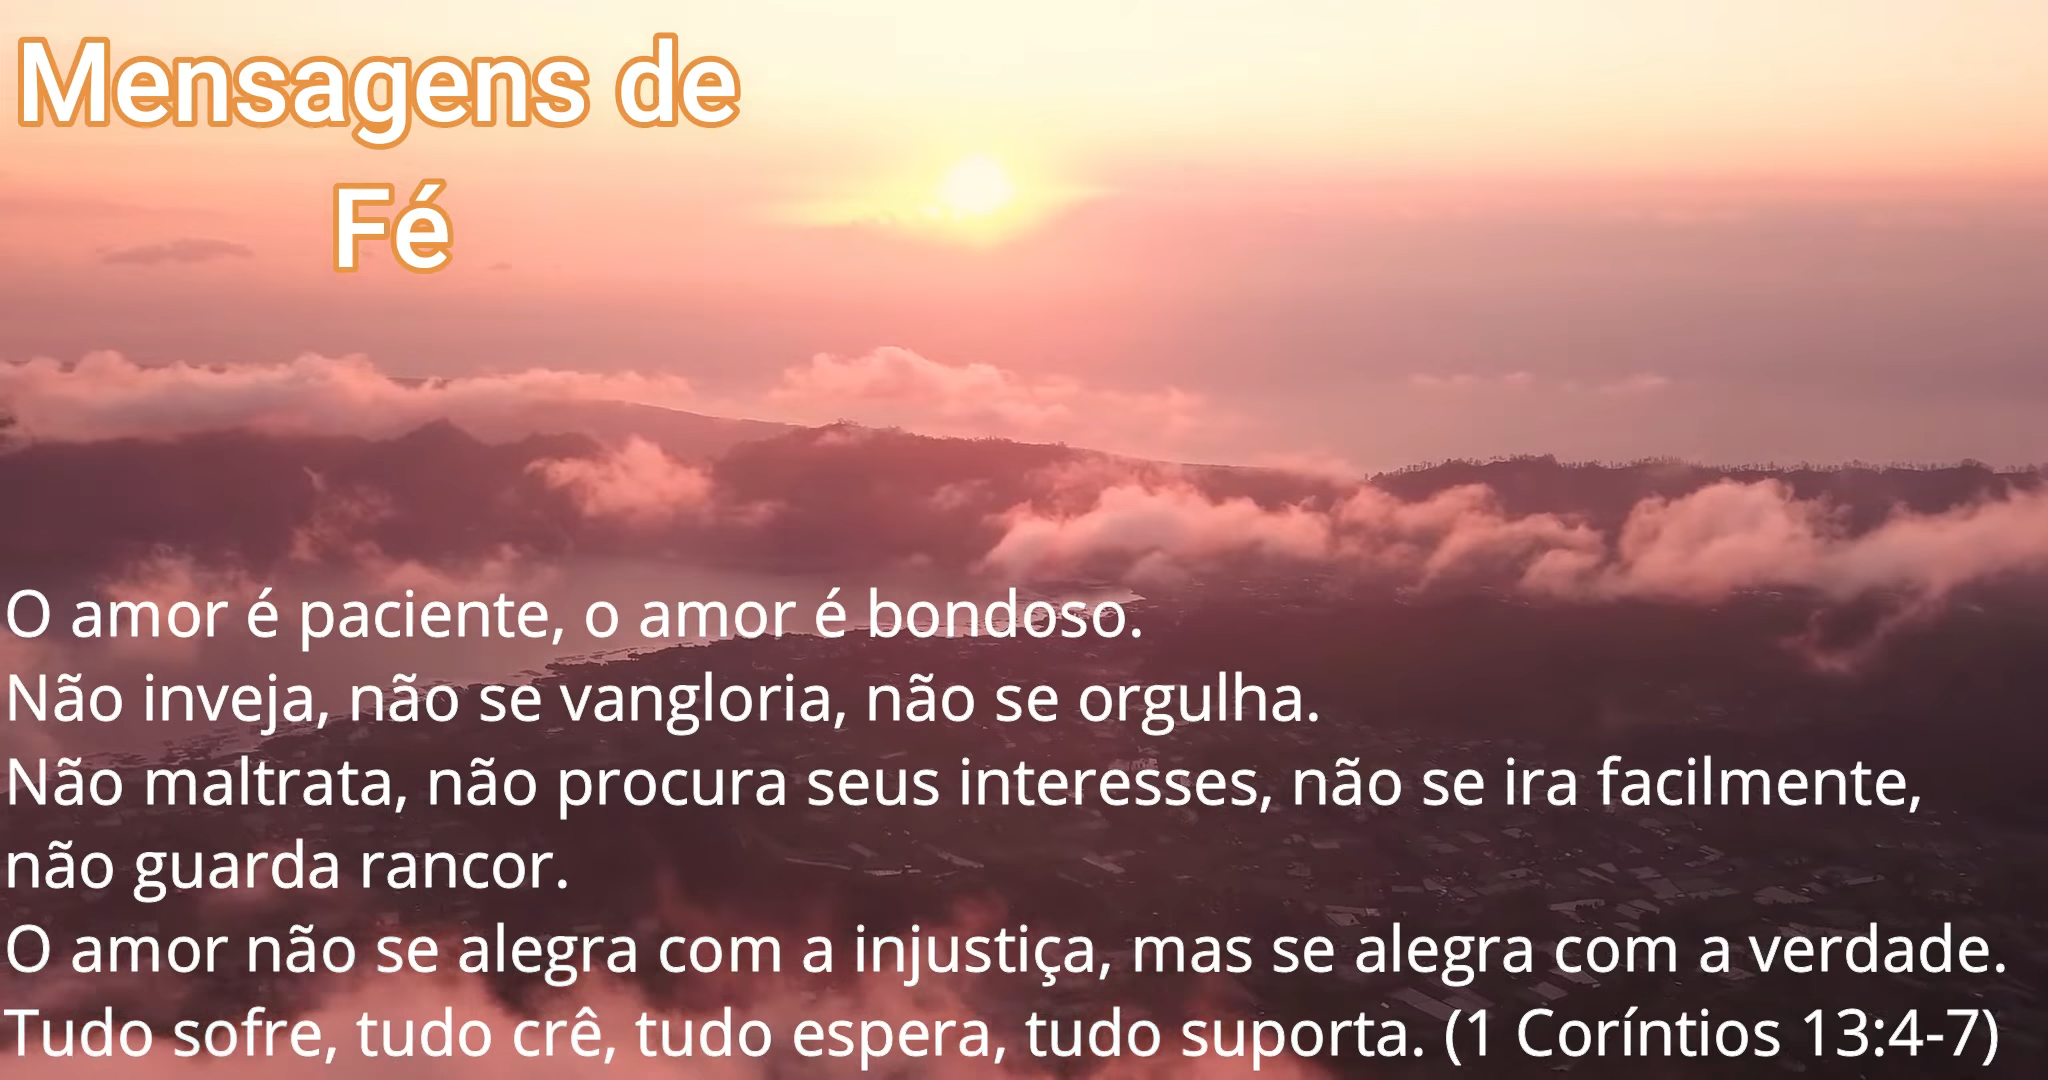 Mensagens de
Fé
O amor é paciente, o amor é bondoso.
Não inveja, não se vangloria, não se orgulha.
Não maltrata, não procura seus interesses, não se ira facilmente,
não guarda rancor.
O amor não se alegra com a injustiça, mas se alegra com a verdade.
Tudo sofre, tudo crê, tudo espera, tudo suporta. (1 Coríntios 13:4-7)